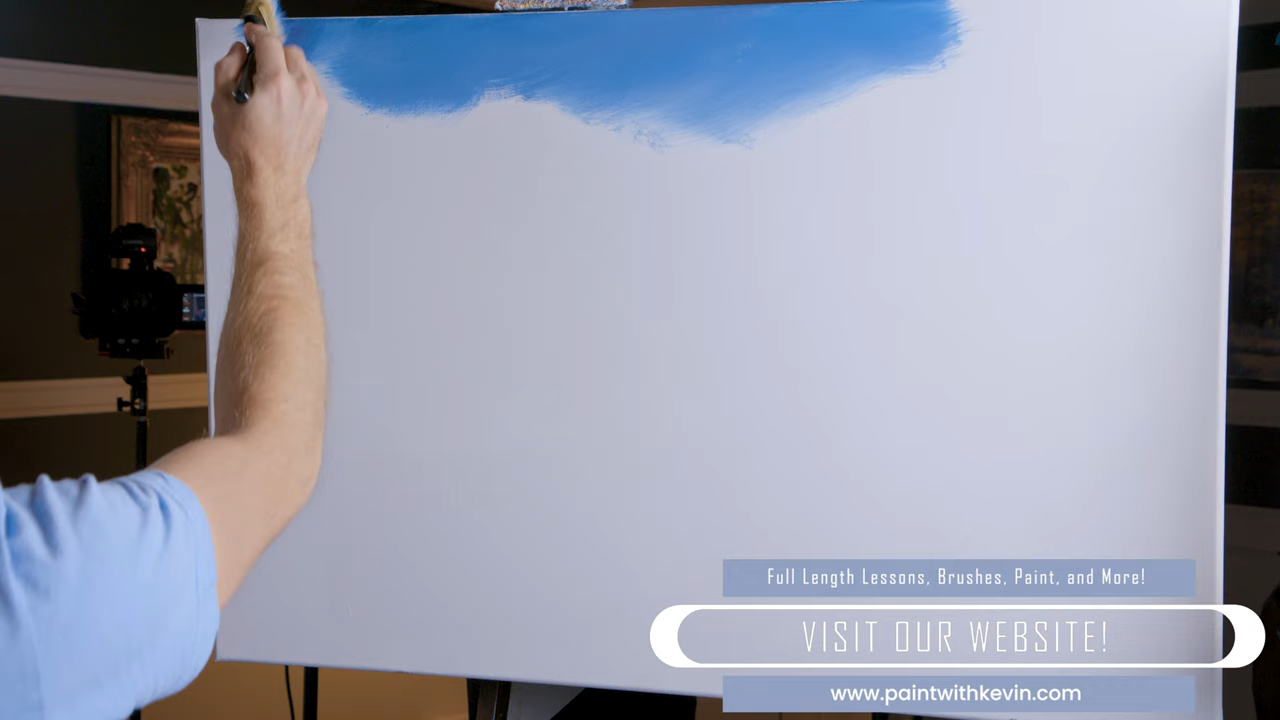 Full Length Lessons, Brushes, Paint, and More!
VISIT OUR WEBSITE!
www.paintwithkevin.com